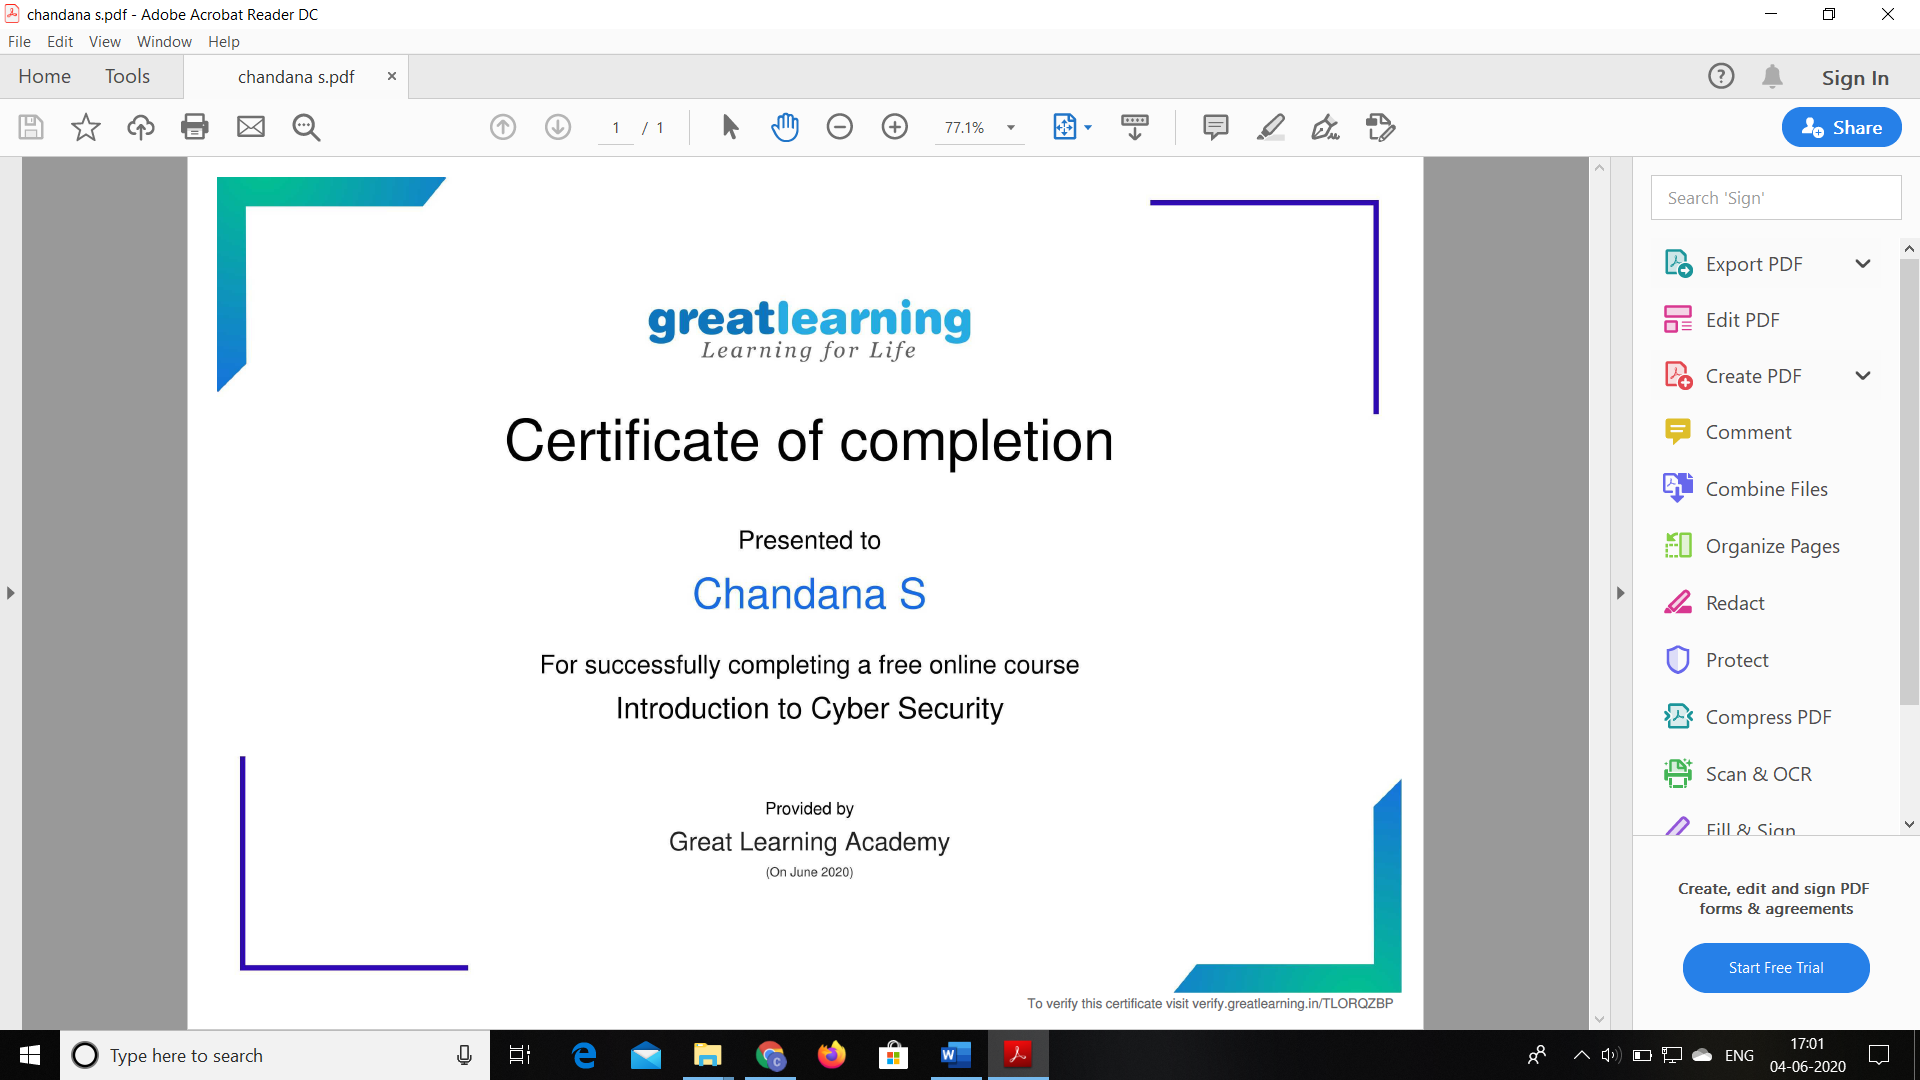 chandana s.pdf - Adobe Acrobat Reader DC
File Edit View Window Help
Home Tools chandana s.pdf × Sign In
1 / 1 77.1% Share
Search 'Sign'
Export PDF
Edit PDF
Create PDF
Comment
Combine Files
Organize Pages
Redact
Protect
Compress PDF
Scan & OCR
Fill & Sign
Create, edit and sign PDF
forms & agreements
Start Free Trial
greatlearning
Learning for Life
Certificate of completion
Presented to
Chandana S
For successfully completing a free online course
Introduction to Cyber Security
Provided by
Great Learning Academy
(On June 2020)
To verify this certificate visit verify.greatlearning.in/TLORQZBP
Type here to search
ENG
17:01
04-06-2020